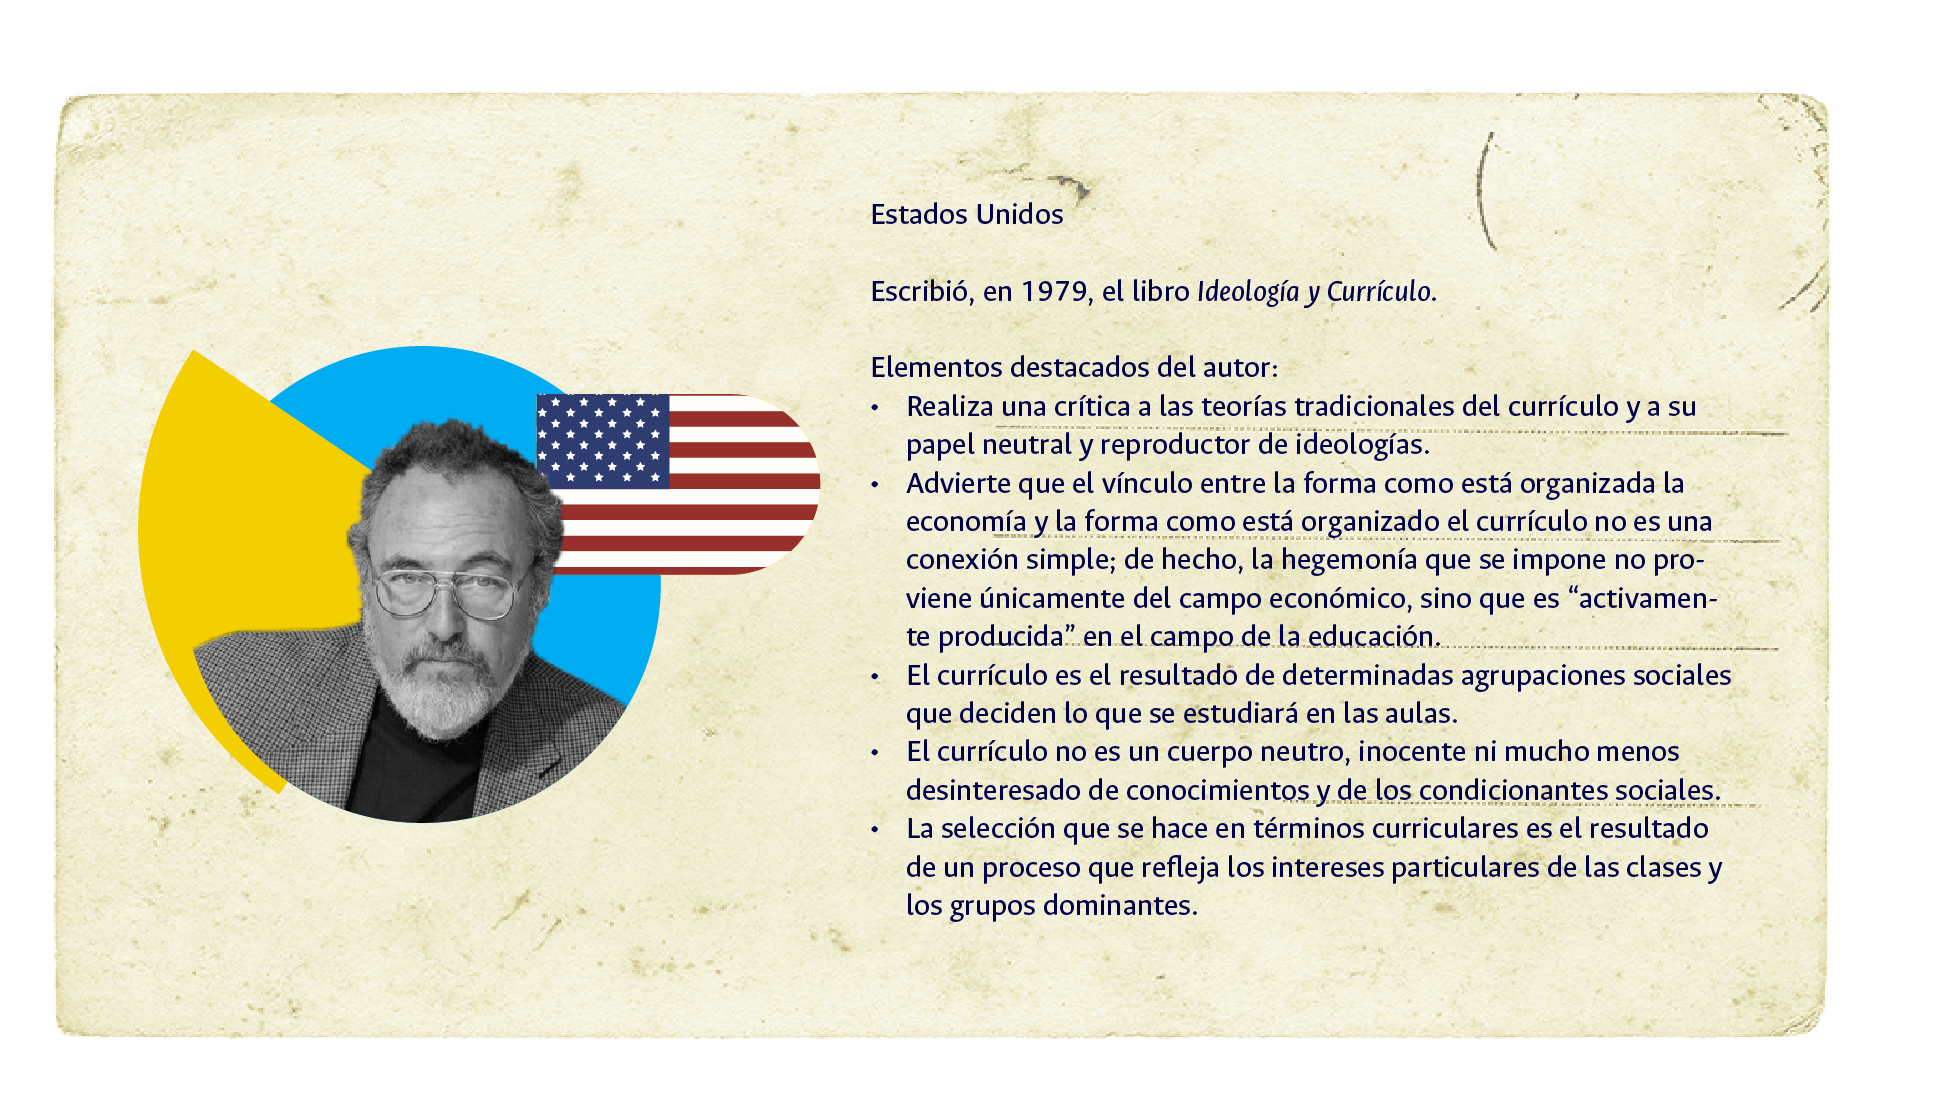 Estados Unidos
Escribió, en 1979, el libro Ideología y Currículo.
Elementos destacados del autor:
• Realiza una crítica a las teorías tradicionales del currículo y a su
papel neutral y reproductor de ideologías.
• Advierte que el vínculo entre la forma como está organizada la
economía y la forma como está organizado el currículo no es una
conexión simple; de hecho, la hegemonía que se impone no pro-
viene únicamente del campo económico, sino que es “activamen-
te producida” en el campo de la educación.
• El currículo es el resultado de determinadas agrupaciones sociales
que deciden lo que se estudiará en las aulas.
• El currículo no es un cuerpo neutro, inocente ni mucho menos
desinteresado de conocimientos y de los condicionantes sociales.
• La selección que se hace en términos curriculares es el resultado
de un proceso que refleja los intereses particulares de las clases y
los grupos dominantes.